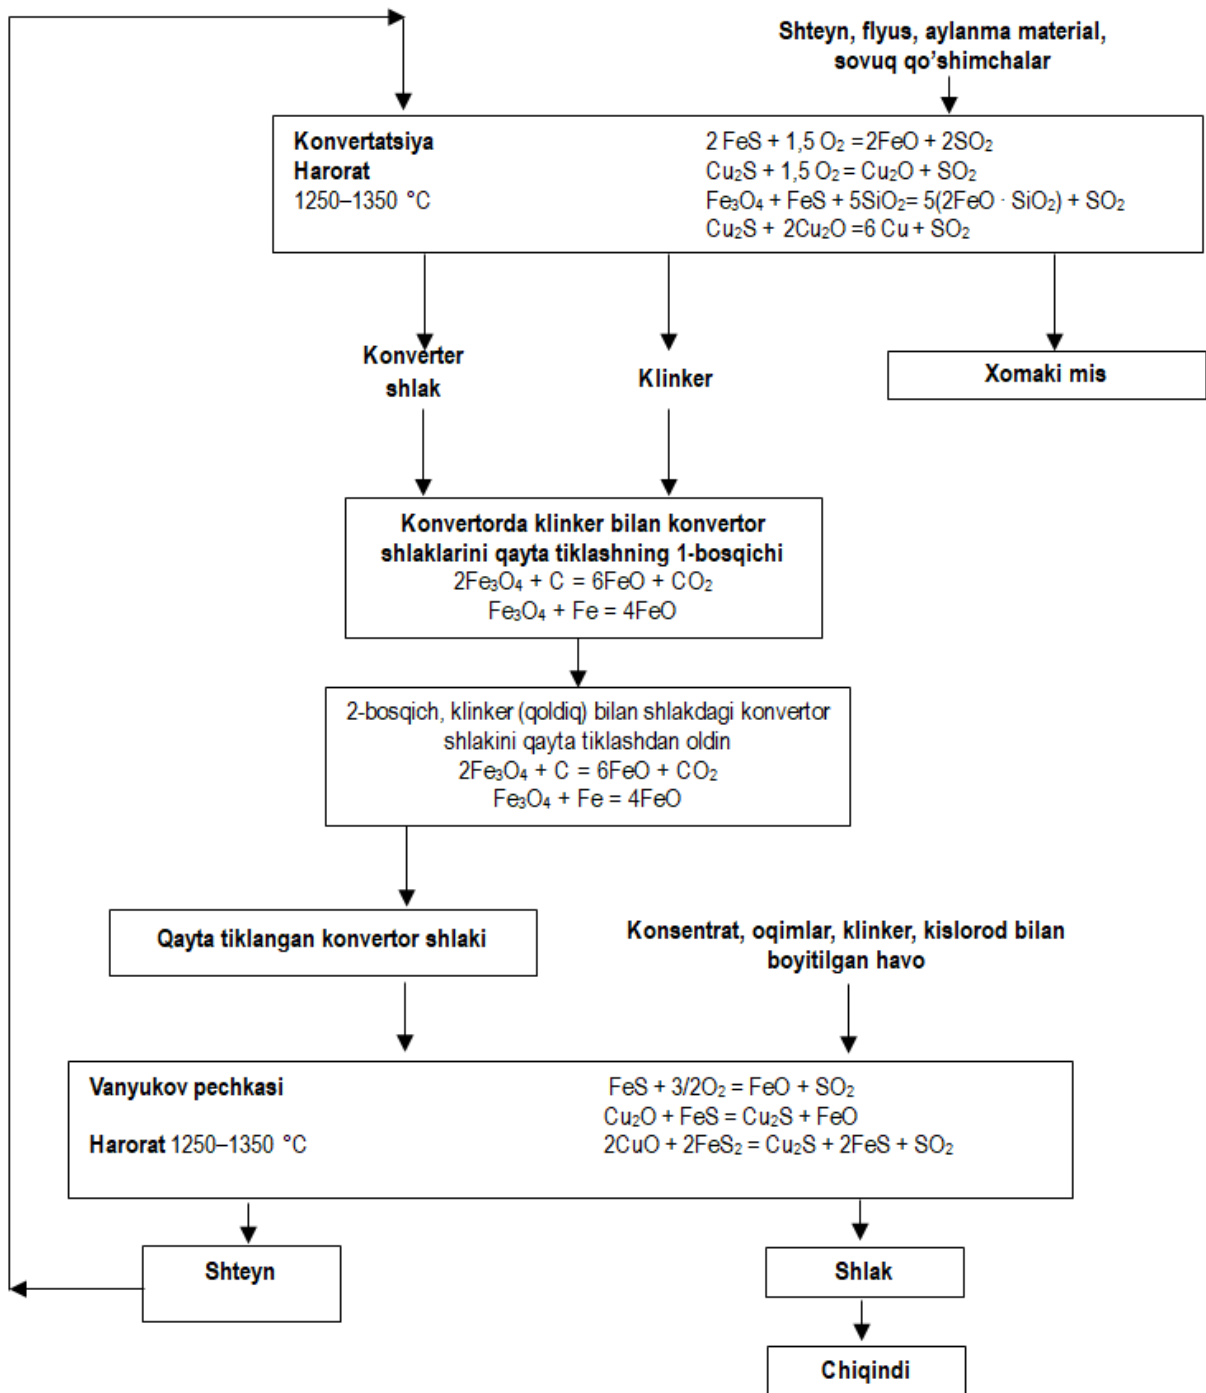 Shteyn, flyus, aylanma material,
sovuq qo'shimchalar
Konvertatsiya
Harorat
1250–1350 °C
2 FeS + 1,5 O₂ =2FeO + 2SO₂
Cu₂S + 1,5 O₂ = Cu₂O + SO₂
Fe₃O₄ + FeS + 5SiO₂= 5(2FeO · SiO₂) + SO₂
Cu₂S + 2Cu₂O =6 Cu + SO₂
Konverter
shlak
Klinker
Xomaki mis
Konvertorda klinker bilan konvertor
shlaklarini qayta tiklashning 1-bosqichi
2Fe₃O₄ + C = 6FeO + CO₂
Fe₃O₄ + Fe = 4FeO
2-bosqich, klinker (qoldiq) bilan shlakdagi konvertor
shlakini qayta tiklashdan oldin
2Fe₃O₄ + C = 6FeO + CO₂
Fe₃O₄ + Fe = 4FeO
Qayta tiklangan konvertor shlaki
Konsentrat, oqimlar, klinker, kislorod bilan
boyitilgan havo
Vanyukov pechkasi
Harorat 1250–1350 °C
FeS + 3/2O₂ = FeO + SO₂
Cu₂O + FeS = Cu₂S + FeO
2CuO + 2FeS₂ = Cu₂S + 2FeS + SO₂
Shteyn
Shlak
Chiqindi